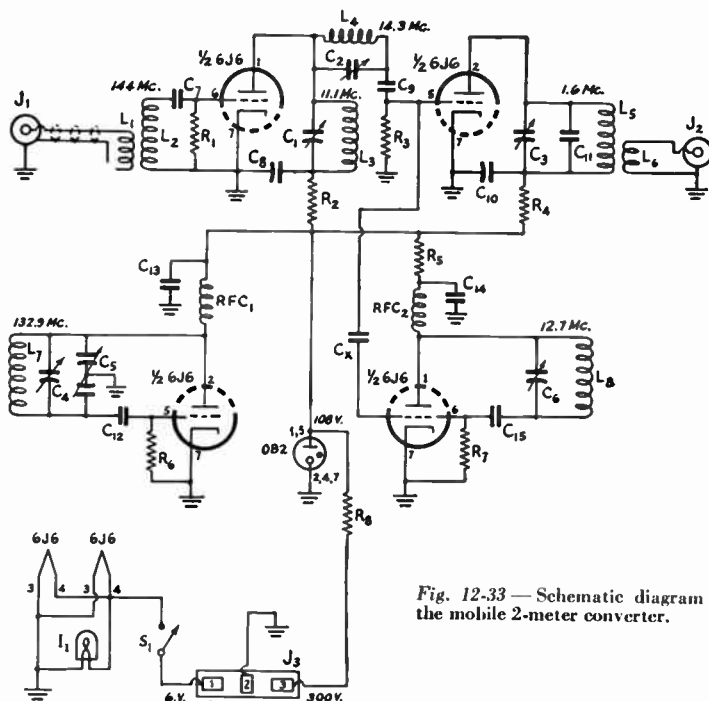 L4
14.3 Mc.
C2
½ 6J6
1
½ 6J6
2
J1
144 Mc.
C7
6
C9
5
1.6 Mc.
L5
J2
L1
L2
R1
7
C8
11.1 Mc.
C1
L3
R3
7
C10
C3
C11
L6
R2
R4
C13
RFC1
R5
RFC2
C14
132.9 Mc.
12.7 Mc.
L7
C4
C5
½ 6J6
2
Cx
½ 6J6
1
C6
L8
C12
5
R6
7
108 V.
1,5
OB2
2,4,7
6
C15
R7
7
R8
6J6
6J6
3
4
3
4
I1
S1
J3
1
2
3
6.V.
300V.
Fig. 12-33 — Schematic diagram
the mobile 2-meter converter.